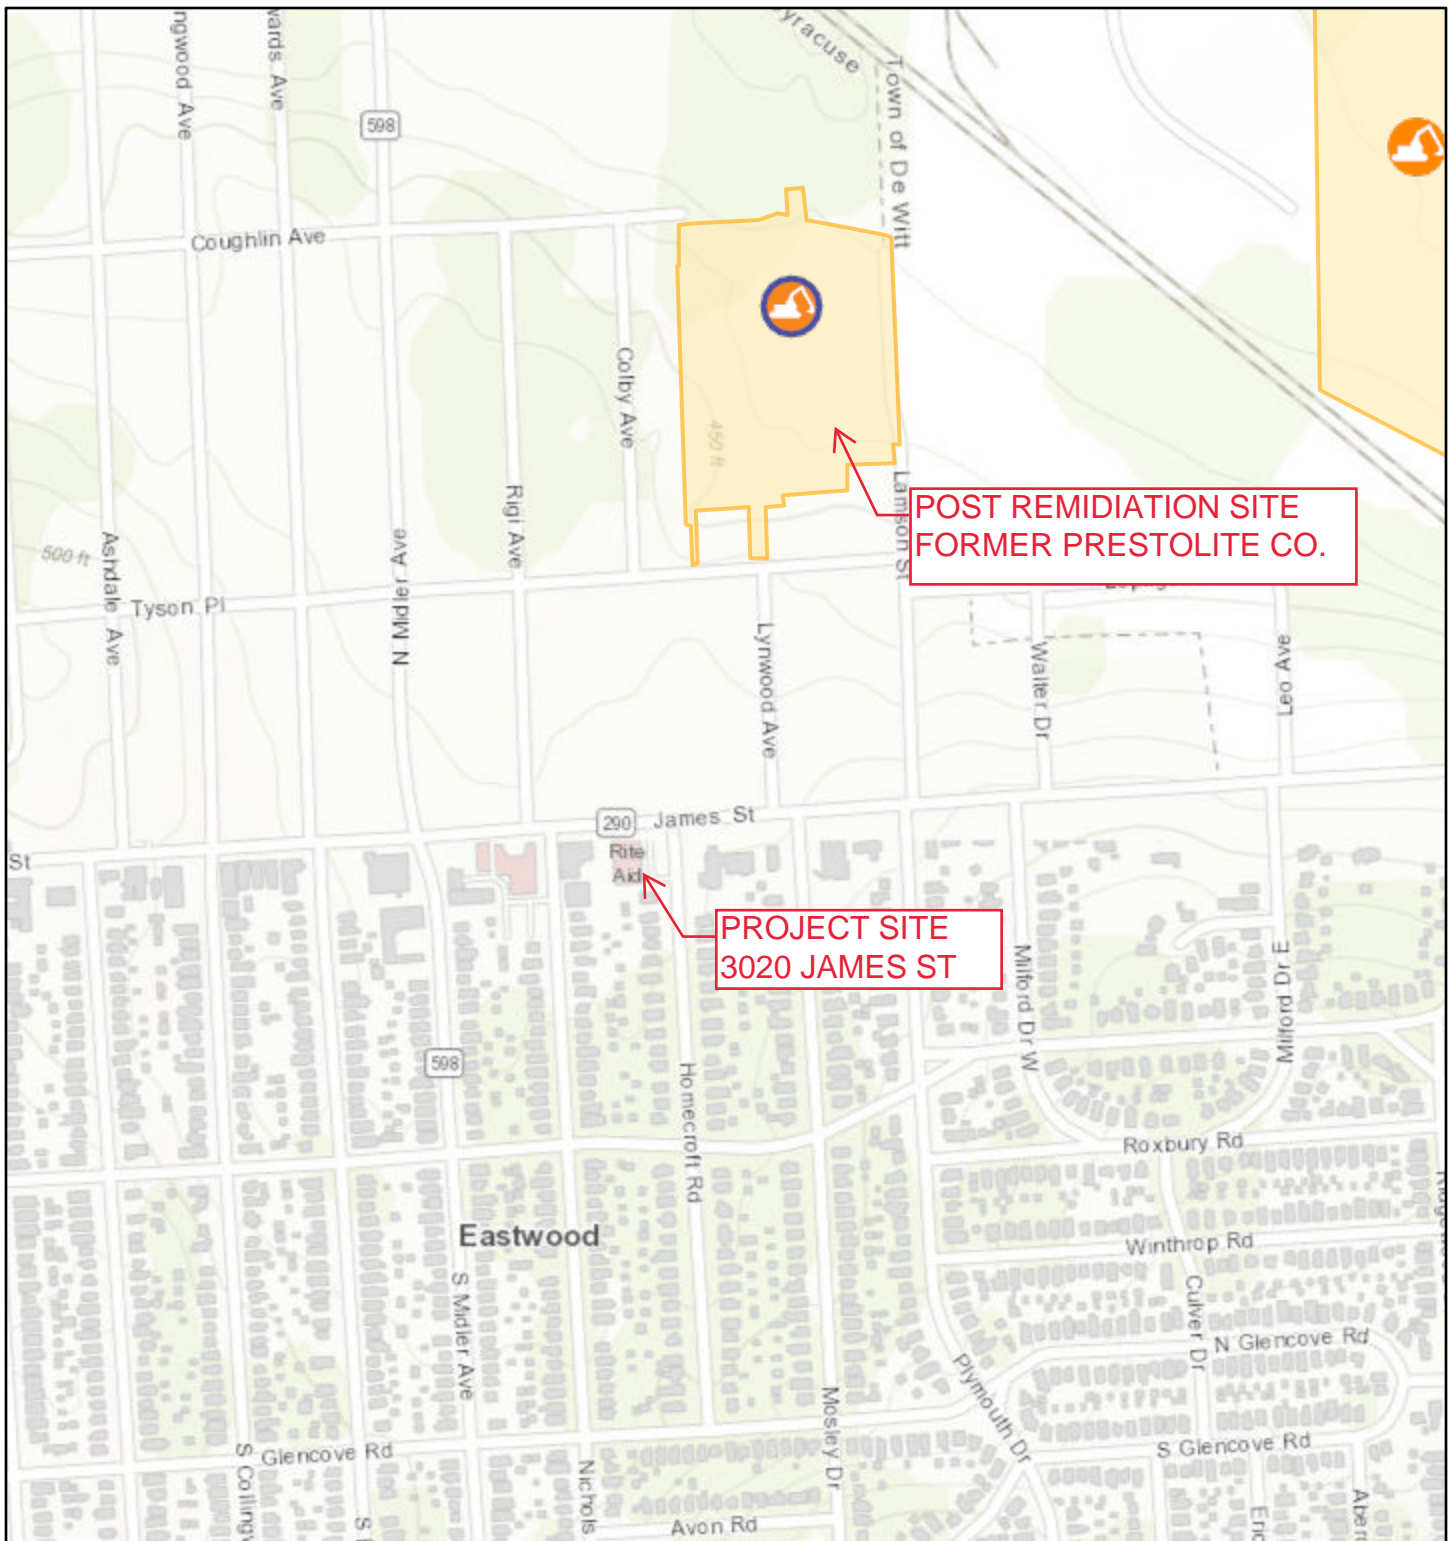 Syracuse
Town of De Witt
598
Coughlin Ave
Colby Ave
450 ft
Rigi Ave
Lamson St
POST REMIDIATION SITE
FORMER PRESTOLITE CO.
500 ft
Ashdale Ave
N Midler Ave
Tyson Pl
Lynwood Ave
Walter Dr
Leo Ave
290
James St
St
Rite
Aid
PROJECT SITE
3020 JAMES ST
Milford Dr W
Milford Dr E
598
Homecroft Rd
Roxbury Rd
Eastwood
Winthrop Rd
S Midler Ave
Culver Dr
N Glencove Rd
Plymouth Dr
Mosley Dr
S Glencove Rd
Glencove Rd
Nichols
Avon Rd